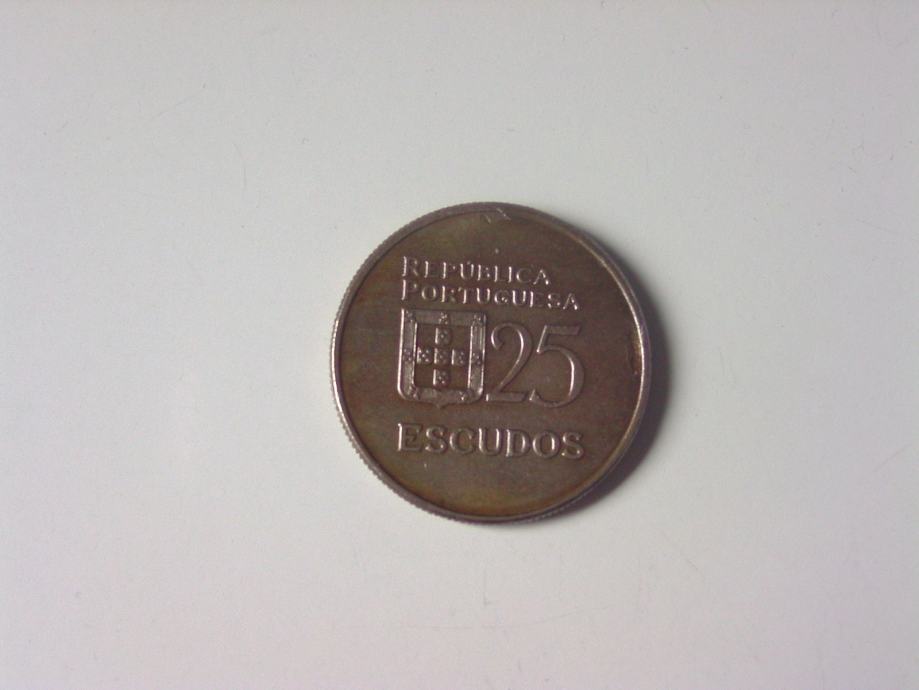 REPÚBLICA
PORTUGUESA
25
ESCUDOS